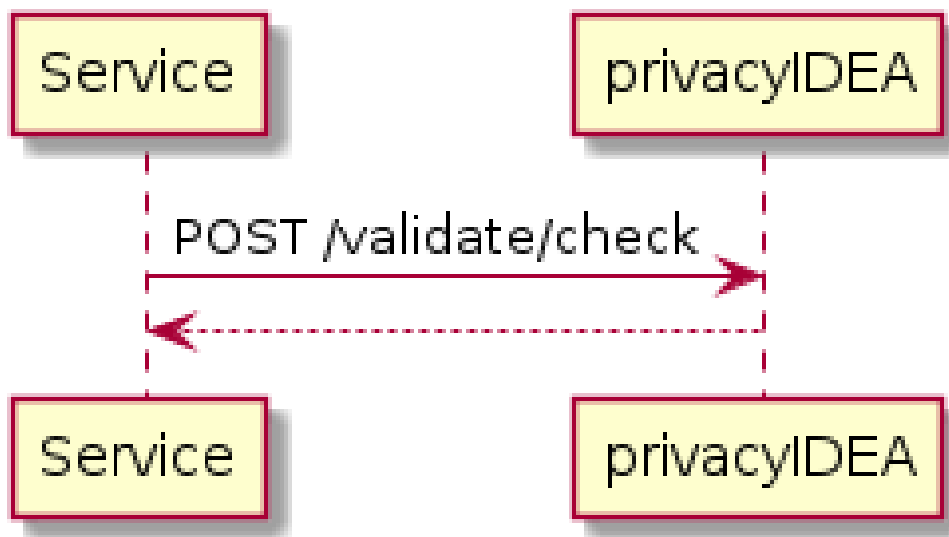 Service
privacyIDEA
POST /validate/check
Service
privacyIDEA